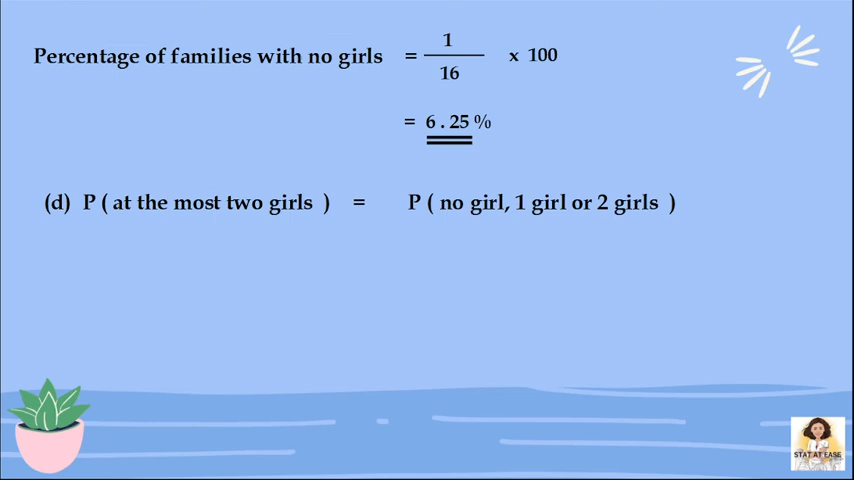 Percentage of families with no girls = 1
16 x 100
= 6 . 25 %
(d) P ( at the most two girls ) = P ( no girl, 1 girl or 2 girls )
STAT AT EASE